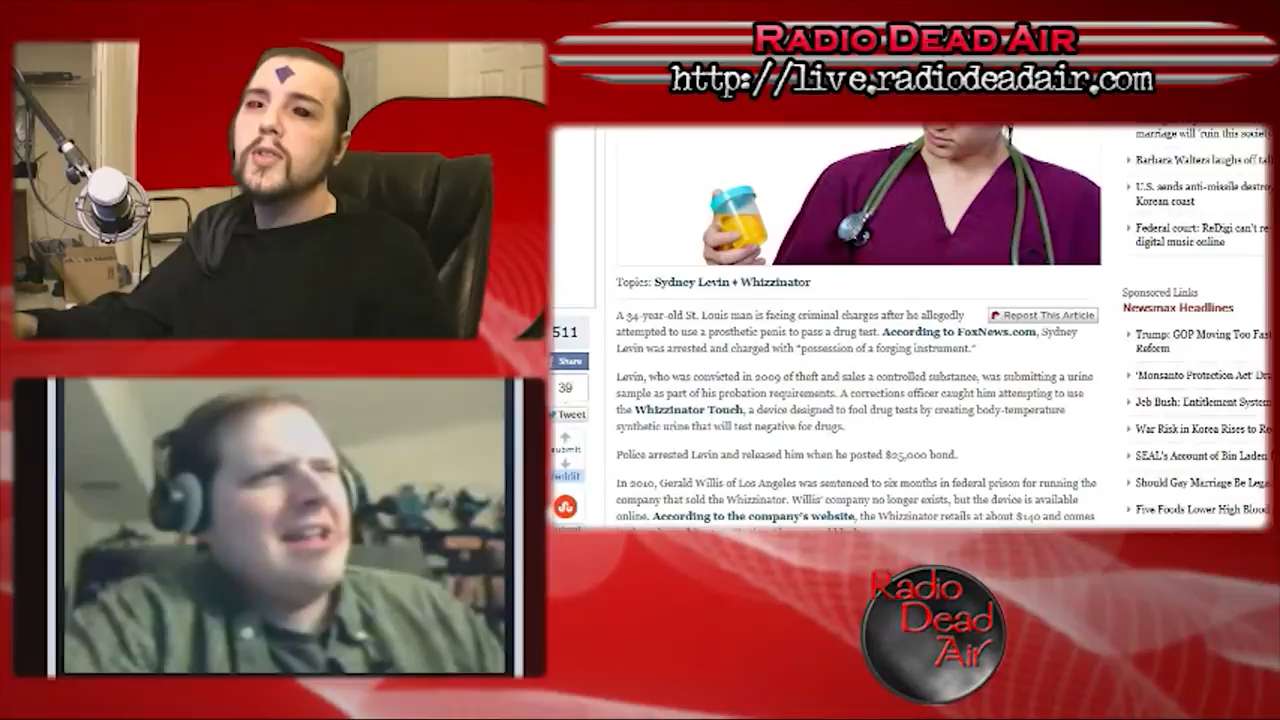 Radio Dead Air
http://live.radiodeadair.com
marriage will 'ruin this society
Barbara Walters laughs off
U.S. sends anti-missile
Korean coast
Federal court: ReDigi can't
digital music online
Topics: Sydney Levin Whizzinator
A 34-year-old St. Louis man is facing criminal charges after he allegedly
Repost This Article
attempted to use a prosthetic penis to pass a drug test. According to FoxNews.com, Sydney
Levin was arrested and charged with "possession of a forging instrument."
Levin, who was convicted in 2009 of theft and sales a controlled substance, was submitting a urine
sample as part of his probation requirements. A corrections officer caught him attempting to use
the Whizzinator Touch, a device designed to fool drug tests by creating body-temperature
synthetic urine that will test negative for drugs.
Police arrested Levin and released him when he posted $25,000 bond.
In 2010, Gerald Willis of Los Angeles was sentenced to six months in federal prison for running the
company that sold the Whizzinator. Willis' company no longer exists, but the device is available
online. According to the company's website, the Whizzinator retails at about $140 and comes
511
Share
39
Tweet
submit
reddit
Sponsored Links
Newsmax Headlines
Trump: GOP Moving Too
Reform
'Monsanto Protection Act'
Jeb Bush: Entitlement
War Risk in Korea Rises to
SEAL's Account of Bin Laden
Should Gay Marriage Be
Five Foods Lower High Blood
Radio
Dead
Air